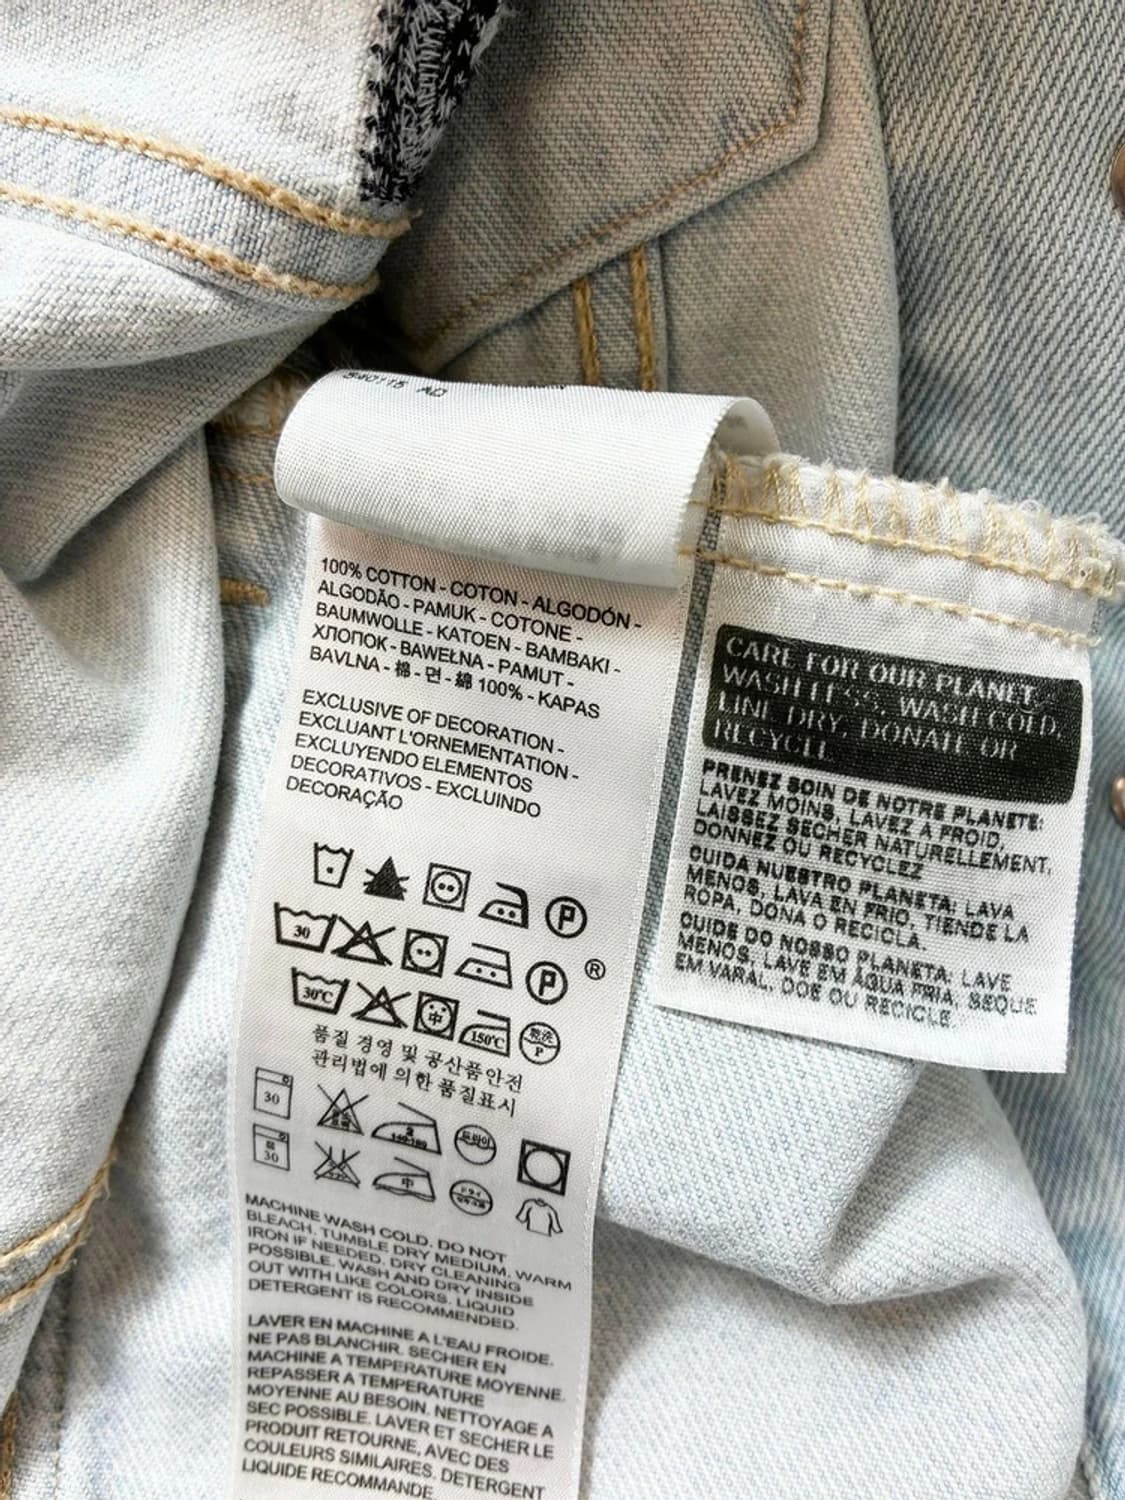 100% COTTON - COTON - ALGODÓN -
ALGODÃO - PAMUK - COTONE -
BAUMWOLLE - KATOEN - BAMBAKI -
ХЛОПОК - BAWEŁNA - PAMUT -
BAVLNA - 棉 - 면 - 綿 100% - KAPAS
EXCLUSIVE OF DECORATION -
EXCLUANT L'ORNEMENTATION -
EXCLUYENDO ELEMENTOS
DECORATIVOS - EXCLUINDO
DECORAÇÃO
P
30
P ®
30°C
中
150°C
乾洗
P
품질 경영 및 공산품안전
관리법에 의한 품질표시
30
드라이
30
中
MACHINE WASH COLD. DO NOT
BLEACH. TUMBLE DRY MEDIUM. WARM
IRON IF NEEDED. DRY CLEANING
POSSIBLE. WASH AND DRY INSIDE
OUT WITH LIKE COLORS. LIQUID
DETERGENT IS RECOMMENDED.
LAVER EN MACHINE A L'EAU FROIDE.
NE PAS BLANCHIR. SECHER EN
MACHINE A TEMPERATURE MOYENNE.
REPASSER A TEMPERATURE
MOYENNE AU BESOIN. NETTOYAGE A
SEC POSSIBLE. LAVER ET SECHER LE
PRODUIT RETOURNE, AVEC DES
COULEURS SIMILAIRES. DETERGENT
LIQUIDE RECOMMANDE.
CARE FOR OUR PLANET:
WASH LESS, WASH COLD,
LINE DRY, DONATE OR
RECYCLE
PRENEZ SOIN DE NOTRE PLANETE:
LAVEZ MOINS, LAVEZ A FROID,
LAISSEZ SECHER NATURELLEMENT,
DONNEZ OU RECYCLEZ
CUIDA NUESTRO PLANETA: LAVA
MENOS, LAVA EN FRIO, TIENDE LA
ROPA, DONA O RECICLA.
CUIDE DO NOSSO PLANETA: LAVE
MENOS, LAVE EM ÁGUA FRIA, SEQUE
EM VARAL, DOE OU RECICLE.